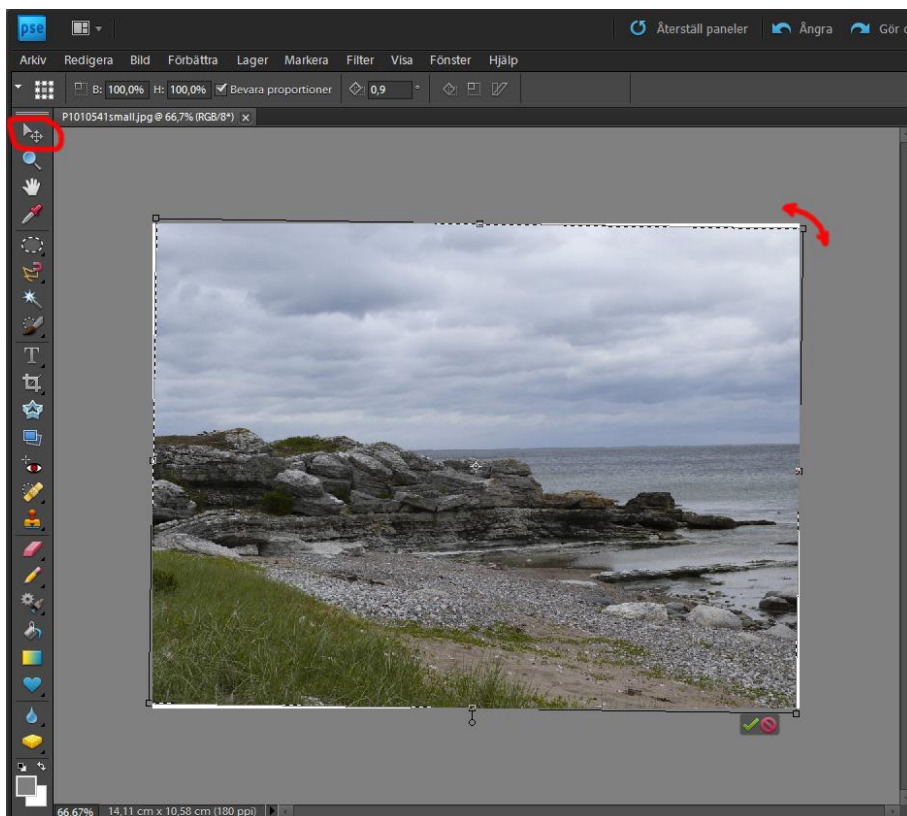 pse Återställ paneler Ångra Gör
Arkiv Redigera Bild Förbättra Lager Markera Filter Visa Fönster Hjälp
B: 100,0% H: 100,0% Bevara proportioner 0,9 °
P1010541small.jpg @ 66,7% (RGB/8*) x
T
66,67% 14,11 cm x 10,58 cm (180 ppi)